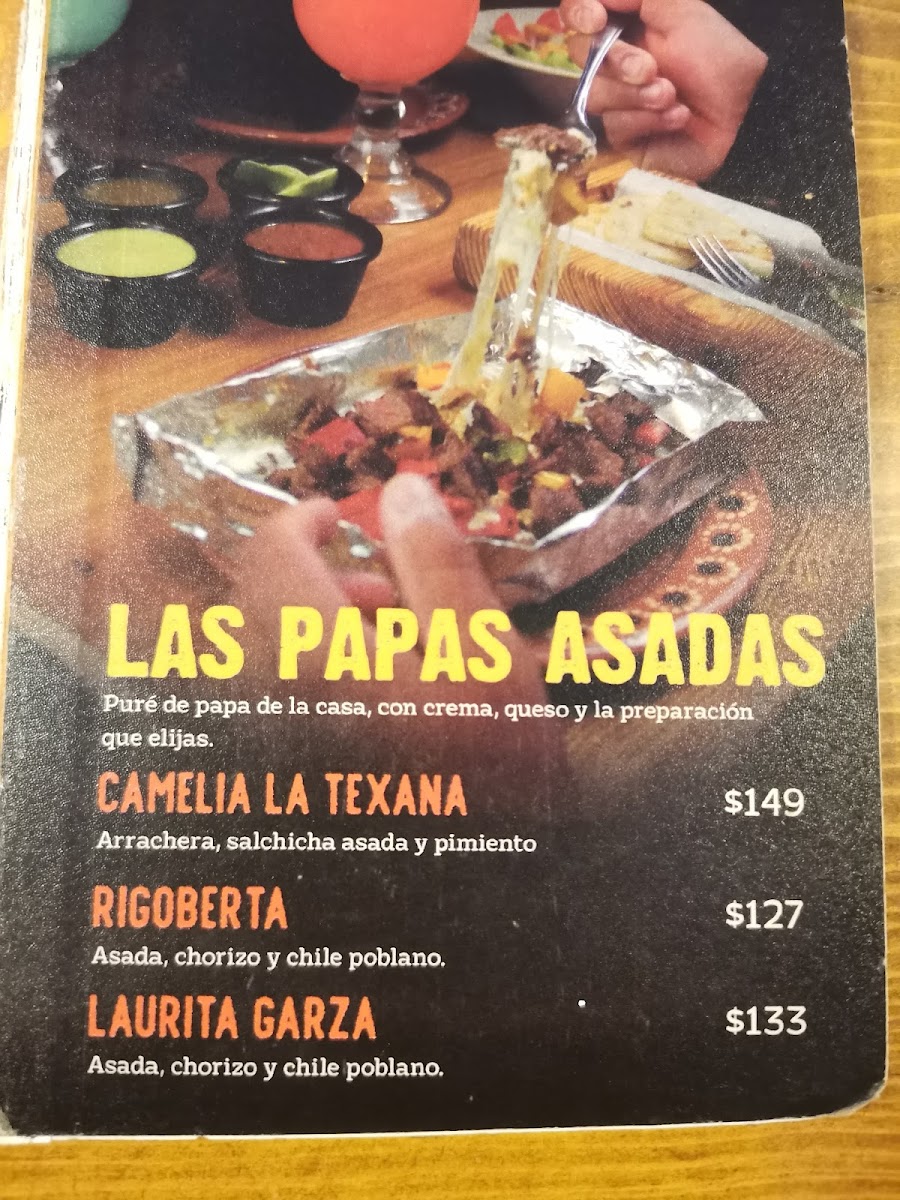 LAS PAPAS ASADAS
Puré de papa de la casa, con crema, queso y la preparación
que elijas.
CAMELIA LA TEXANA $149
Arrachera, salchicha asada y pimiento
RIGOBERTA $127
Asada, chorizo y chile poblano.
LAURITA GARZA $133
Asada, chorizo y chile poblano.